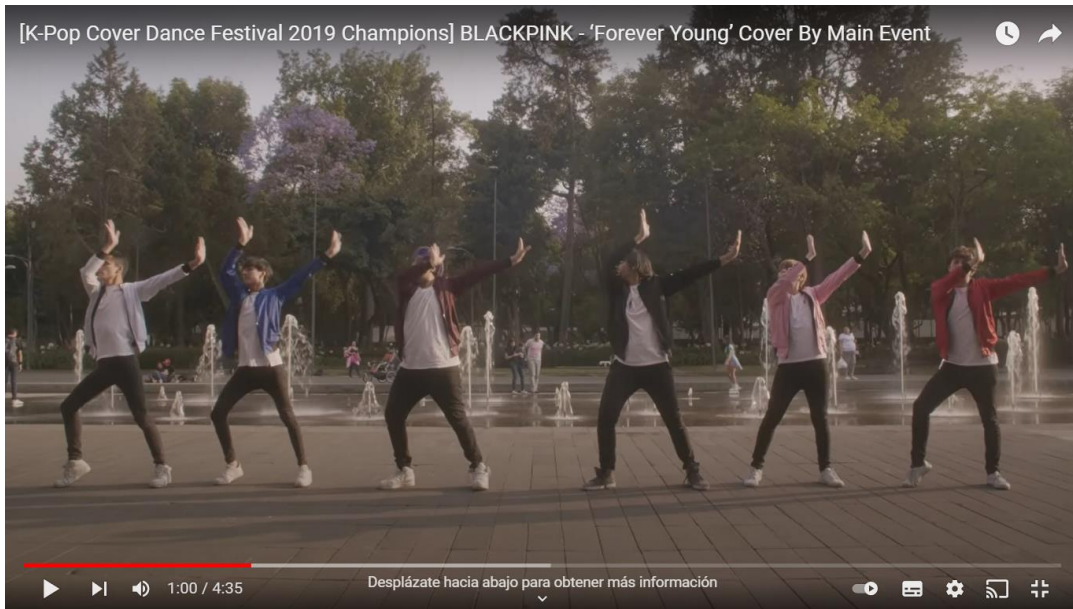 [K-Pop Cover Dance Festival 2019 Champions] BLACKPINK - ‘Forever Young’ Cover By Main Event
1:00 / 4:35
Desplázate hacia abajo para obtener más información